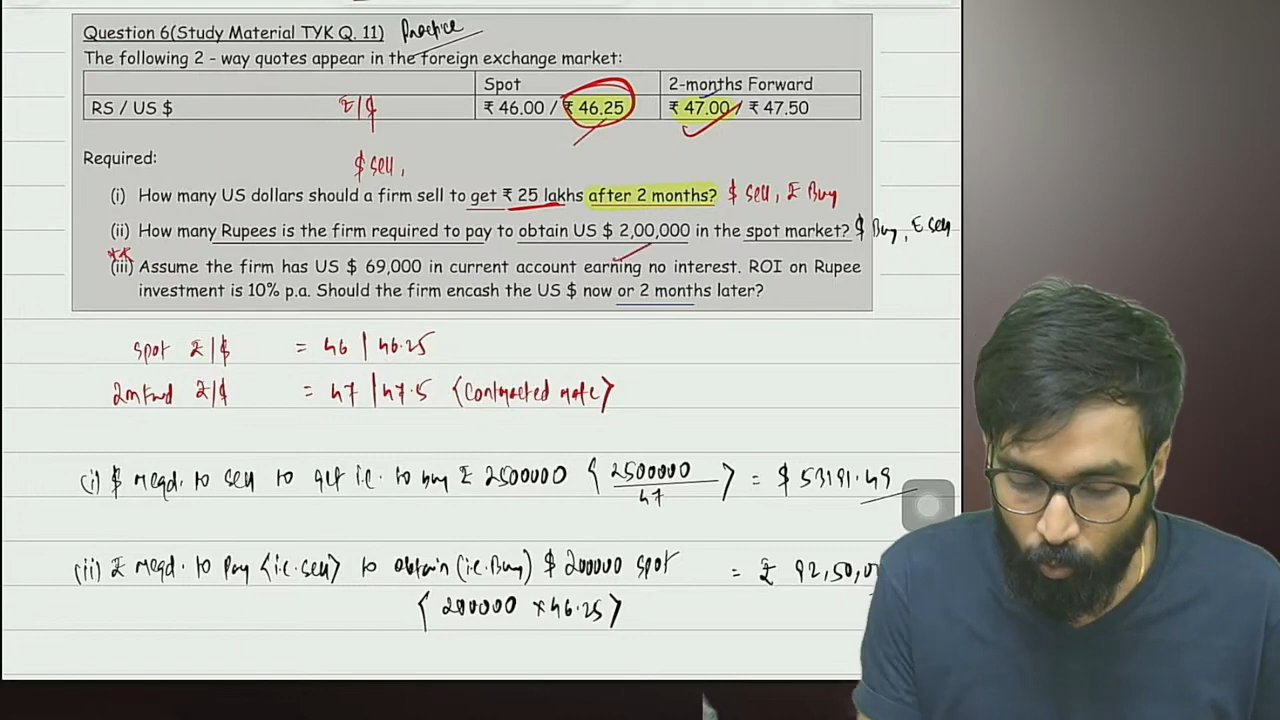 Question 6(Study Material TYK Q. 11) Practice
The following 2 - way quotes appear in the foreign exchange market:
Spot 2-months Forward
RS / US $ ₹/$ ₹ 46.00 / ₹ 46.25 ₹ 47.00 / ₹ 47.50
Required:
$ sell,
(i) How many US dollars should a firm sell to get ₹ 25 lakhs after 2 months? $ sell, ₹ Buy
(ii) How many Rupees is the firm required to pay to obtain US $ 2,00,000 in the spot market? $ Buy, ₹ sell
**
(iii) Assume the firm has US $ 69,000 in current account earning no interest. ROI on Rupee
investment is 10% p.a. Should the firm encash the US $ now or 2 months later?
spot ₹/$ = 46 | 46.25
2m Fwd ₹/$ = 47 | 47.5 (Contracted rate)
(i) $ reqd. to sell to get i.e. to buy ₹ 2500000 ( 2500000
47 ) = $ 53191.49
(ii) ₹ reqd. to pay (i.e. sell) to obtain (i.e. Buy) $ 200000 spot = ₹ 92,50,0
( 200000 × 46.25 )